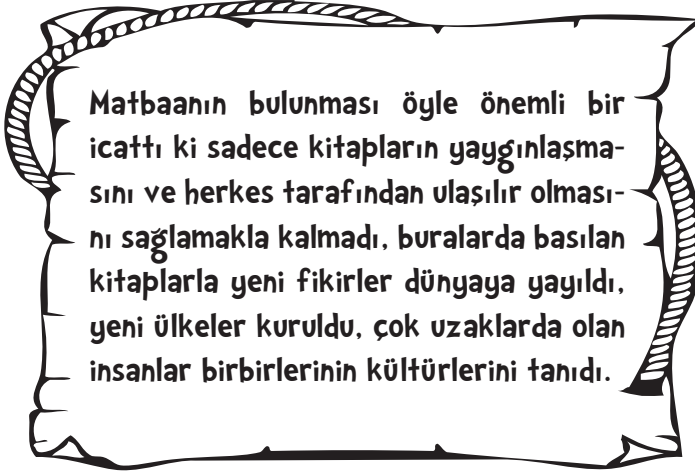 Matbaanın bulunması öyle önemli bir
icattı ki sadece kitapların yaygınlaşma-
sını ve herkes tarafından ulaşılır olması-
nı sağlamakla kalmadı, buralarda basılan
kitaplarla yeni fikirler dünyaya yayıldı,
yeni ülkeler kuruldu, çok uzaklarda olan
insanlar birbirlerinin kültürlerini tanıdı.